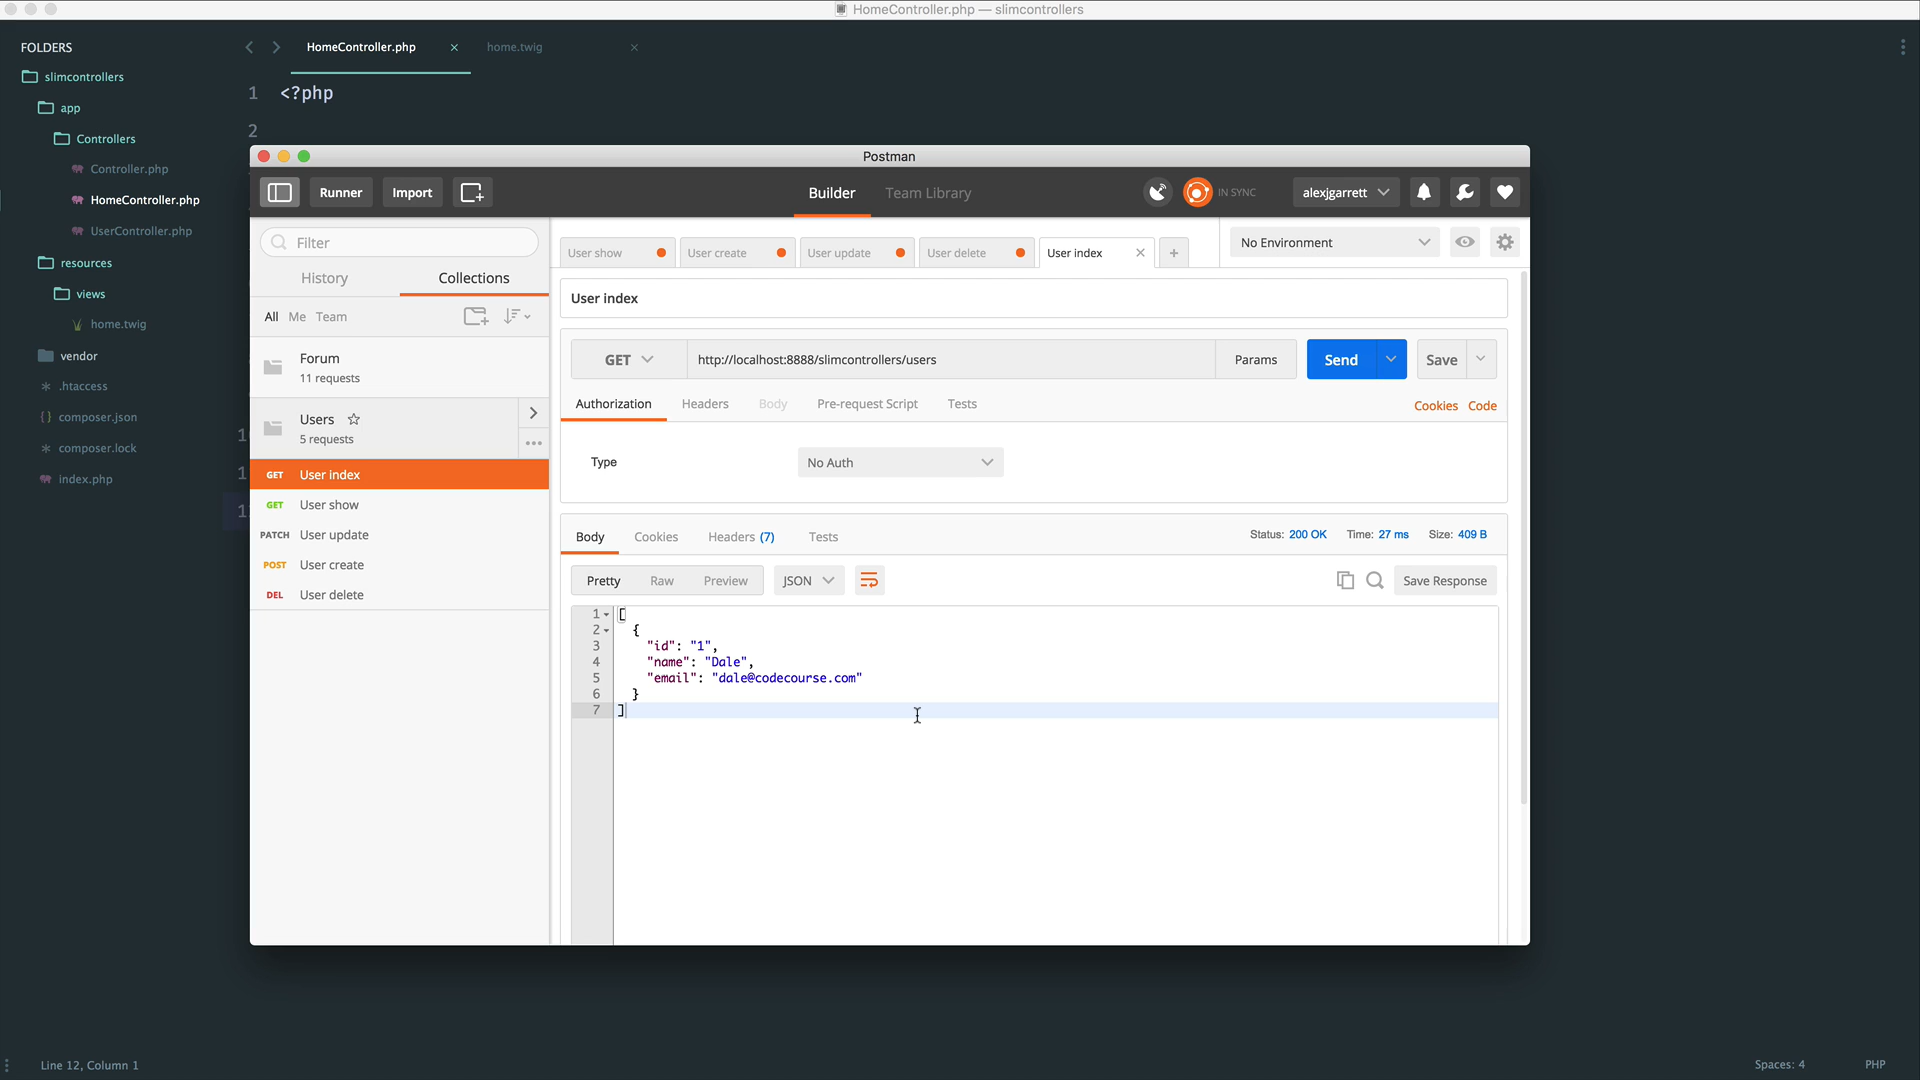 HomeController.php — slimcontrollers
FOLDERS
slimcontrollers
app
Controllers
Controller.php
HomeController.php
UserController.php
resources
views
home.twig
vendor
.htaccess
composer.json
composer.lock
index.php
HomeController.php
home.twig
1 <?php
2
Postman
Runner
Import
Builder
Team Library
IN SYNC
alexjgarrett
Filter
History
Collections
All Me Team
Forum
11 requests
Users
5 requests
GET User index
GET User show
PATCH User update
POST User create
DEL User delete
User show
User create
User update
User delete
User index
No Environment
User index
GET
http://localhost:8888/slimcontrollers/users
Params
Send
Save
Authorization
Headers
Body
Pre-request Script
Tests
Cookies
Code
Type
No Auth
Body
Cookies
Headers (7)
Tests
Status: 200 OK
Time: 27 ms
Size: 409 B
Pretty
Raw
Preview
JSON
Save Response
1 [
2 {
3 "id": "1",
4 "name": "Dale",
5 "email": "dale@codecourse.com"
6 }
7 ]
Line 12, Column 1
Spaces: 4
PHP